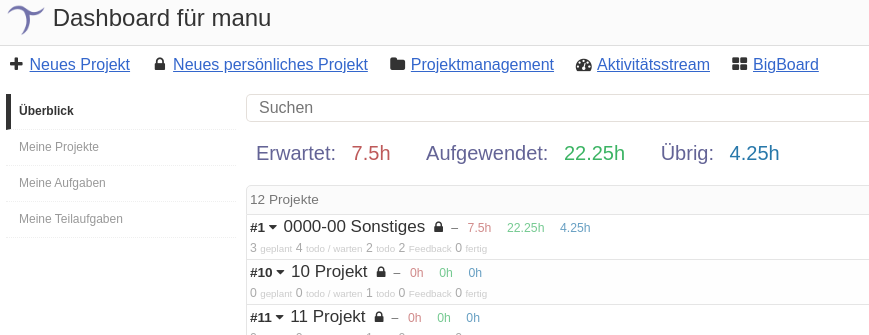 Dashboard für manu
Neues Projekt Neues persönliches Projekt Projektmanagement Aktivitätsstream BigBoard
Überblick
Meine Projekte
Meine Aufgaben
Meine Teilaufgaben
Suchen
Erwartet: 7.5h Aufgewendet: 22.25h Übrig: 4.25h
12 Projekte
#1 0000-00 Sonstiges – 7.5h 22.25h 4.25h
3 geplant 4 todo / warten 2 todo 2 Feedback 0 fertig
#10 10 Projekt – 0h 0h 0h
0 geplant 0 todo / warten 1 todo 0 Feedback 0 fertig
#11 11 Projekt – 0h 0h 0h